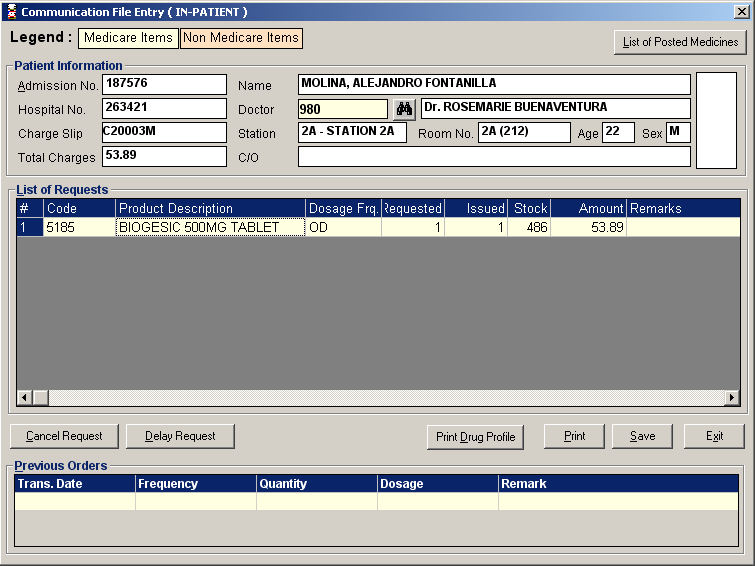 Communication File Entry ( IN-PATIENT )
Legend : Medicare Items Non Medicare Items List of Posted Medicines
Patient Information
Admission No. 187576 Name MOLINA, ALEJANDRO FONTANILLA
Hospital No. 263421 Doctor 980 Dr. ROSEMARIE BUENAVENTURA
Charge Slip C20003M Station 2A - STATION 2A Room No. 2A (212) Age 22 Sex M
Total Charges 53.89 C/O
List of Requests
# Code Product Description Dosage Frq. Requested Issued Stock Amount Remarks
1 5185 BIOGESIC 500MG TABLET OD 1 1 486 53.89
Cancel Request Delay Request Print Drug Profile Print Save Exit
Previous Orders
Trans. Date Frequency Quantity Dosage Remark